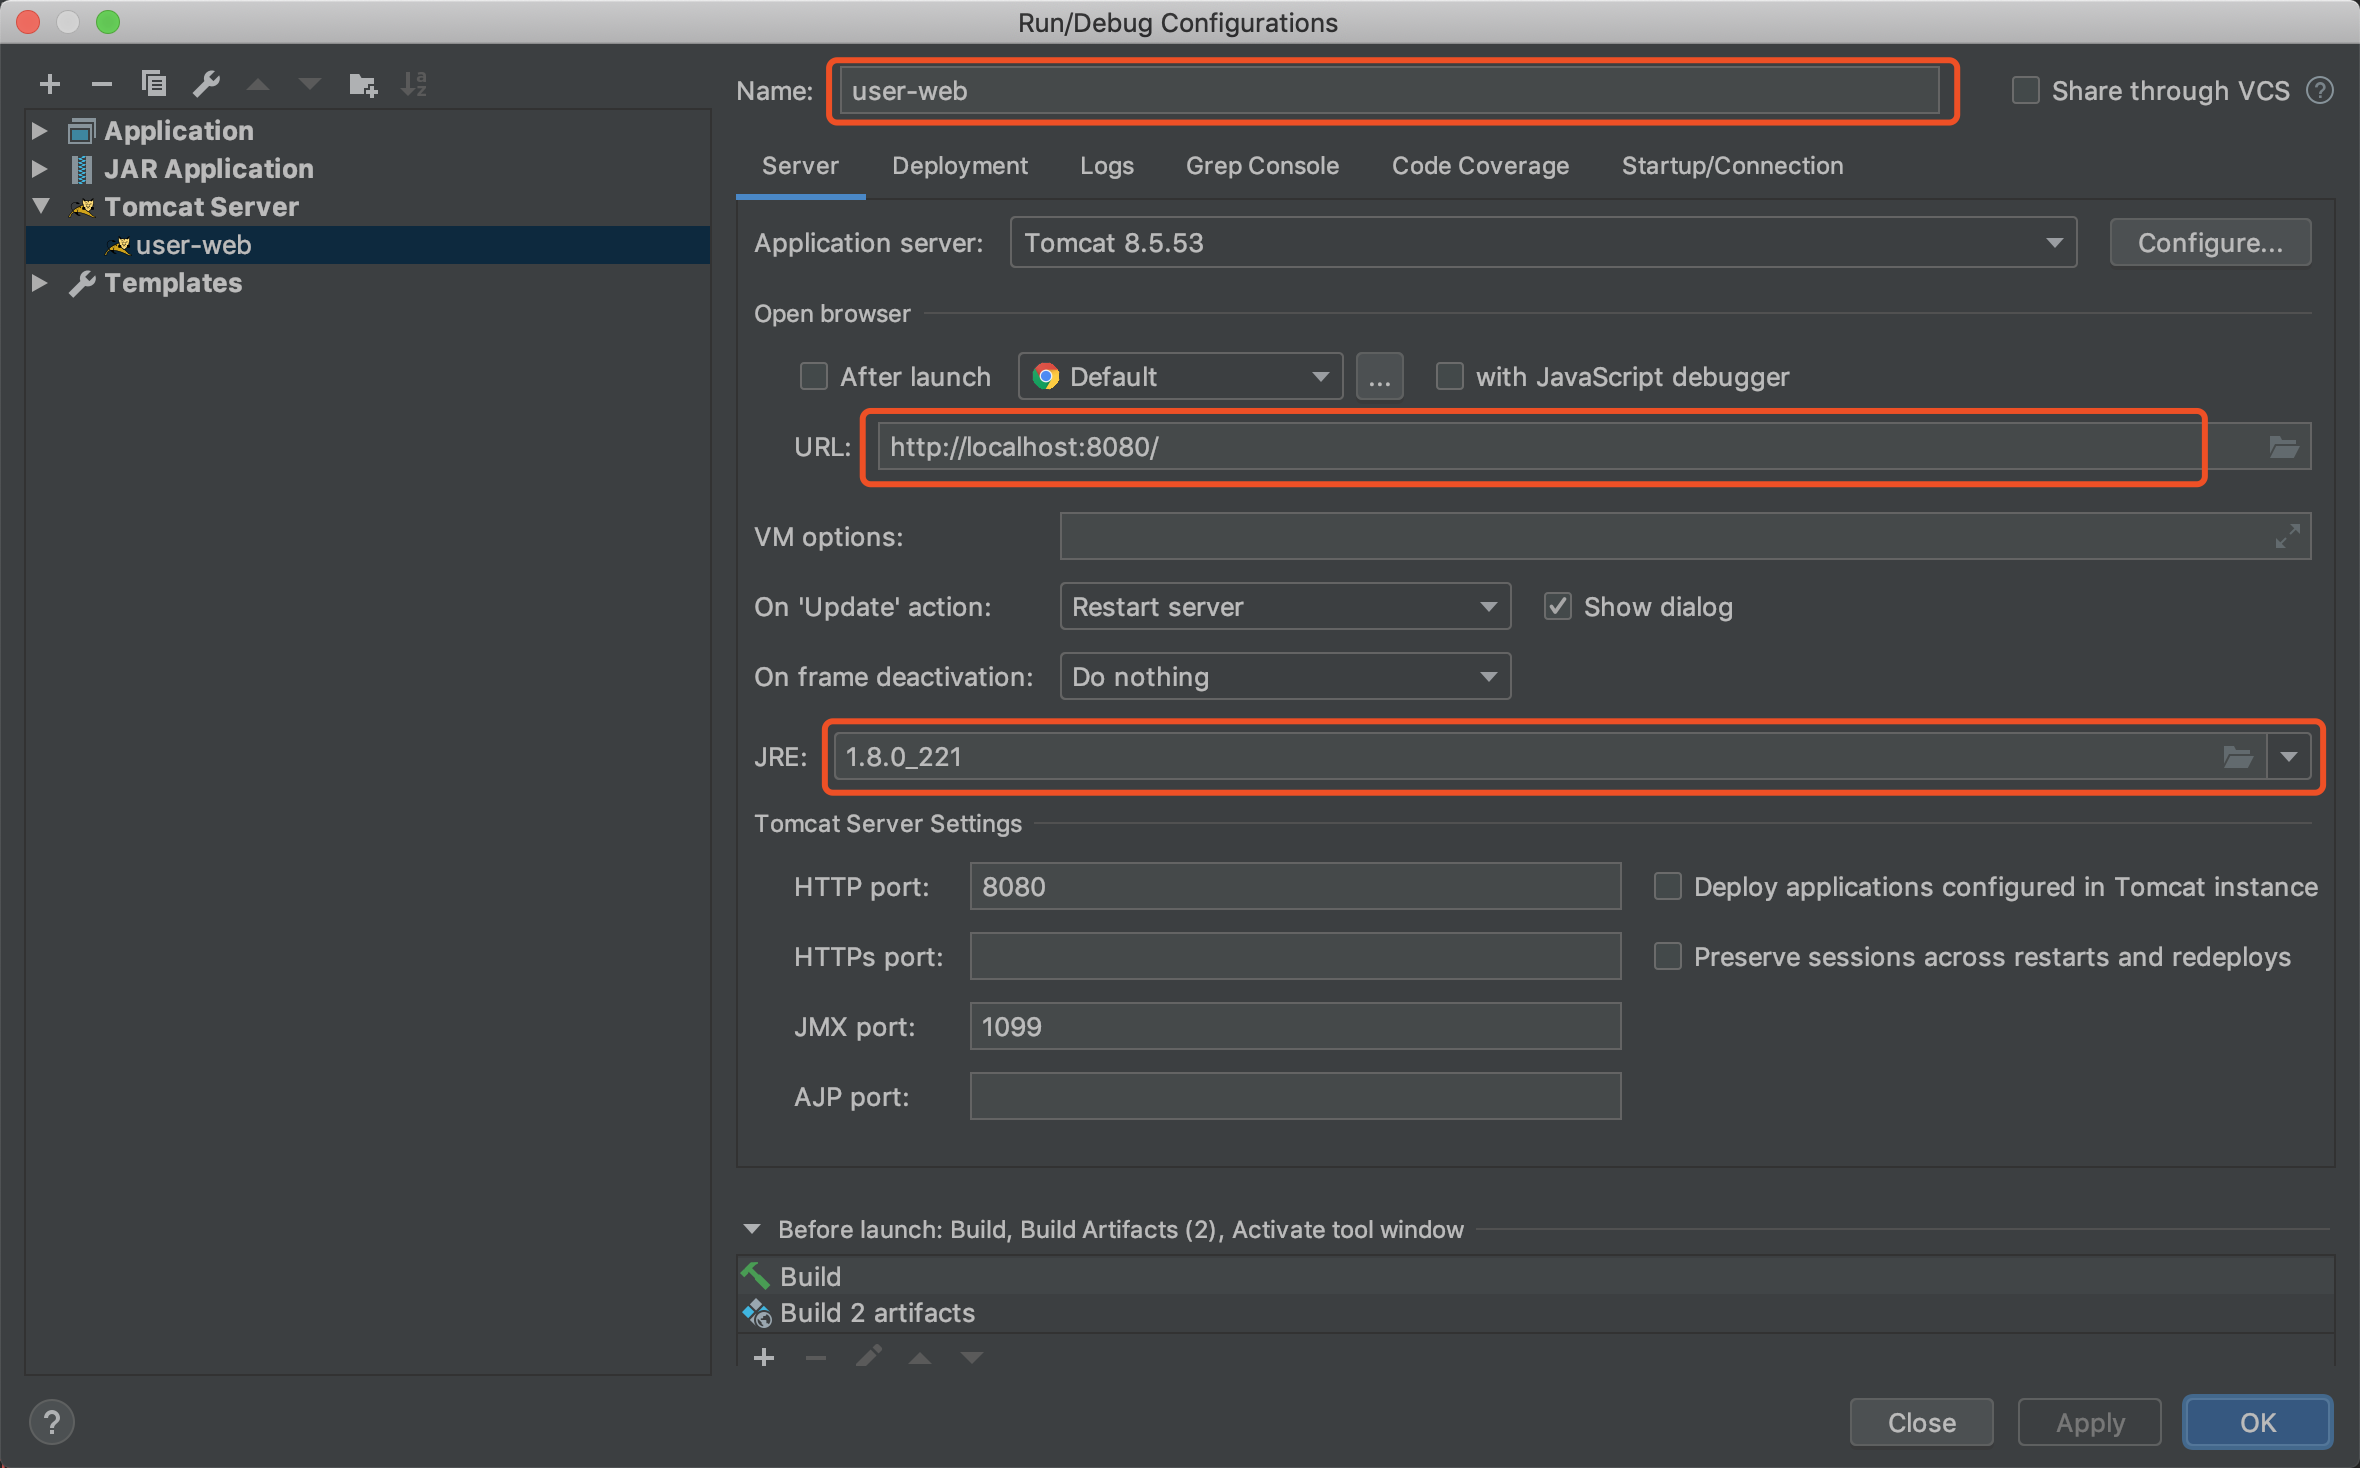 Run/Debug Configurations
Application
JAR Application
Tomcat Server
user-web
Templates
Name: user-web
Share through VCS ?
Server Deployment Logs Grep Console Code Coverage Startup/Connection
Application server: Tomcat 8.5.53 Configure...
Open browser
After launch Default ... with JavaScript debugger
URL: http://localhost:8080/
VM options:
On 'Update' action: Restart server Show dialog
On frame deactivation: Do nothing
JRE: 1.8.0_221
Tomcat Server Settings
HTTP port: 8080 Deploy applications configured in Tomcat instance
HTTPs port: Preserve sessions across restarts and redeploys
JMX port: 1099
AJP port:
Before launch: Build, Build Artifacts (2), Activate tool window
Build
Build 2 artifacts
? Close Apply OK